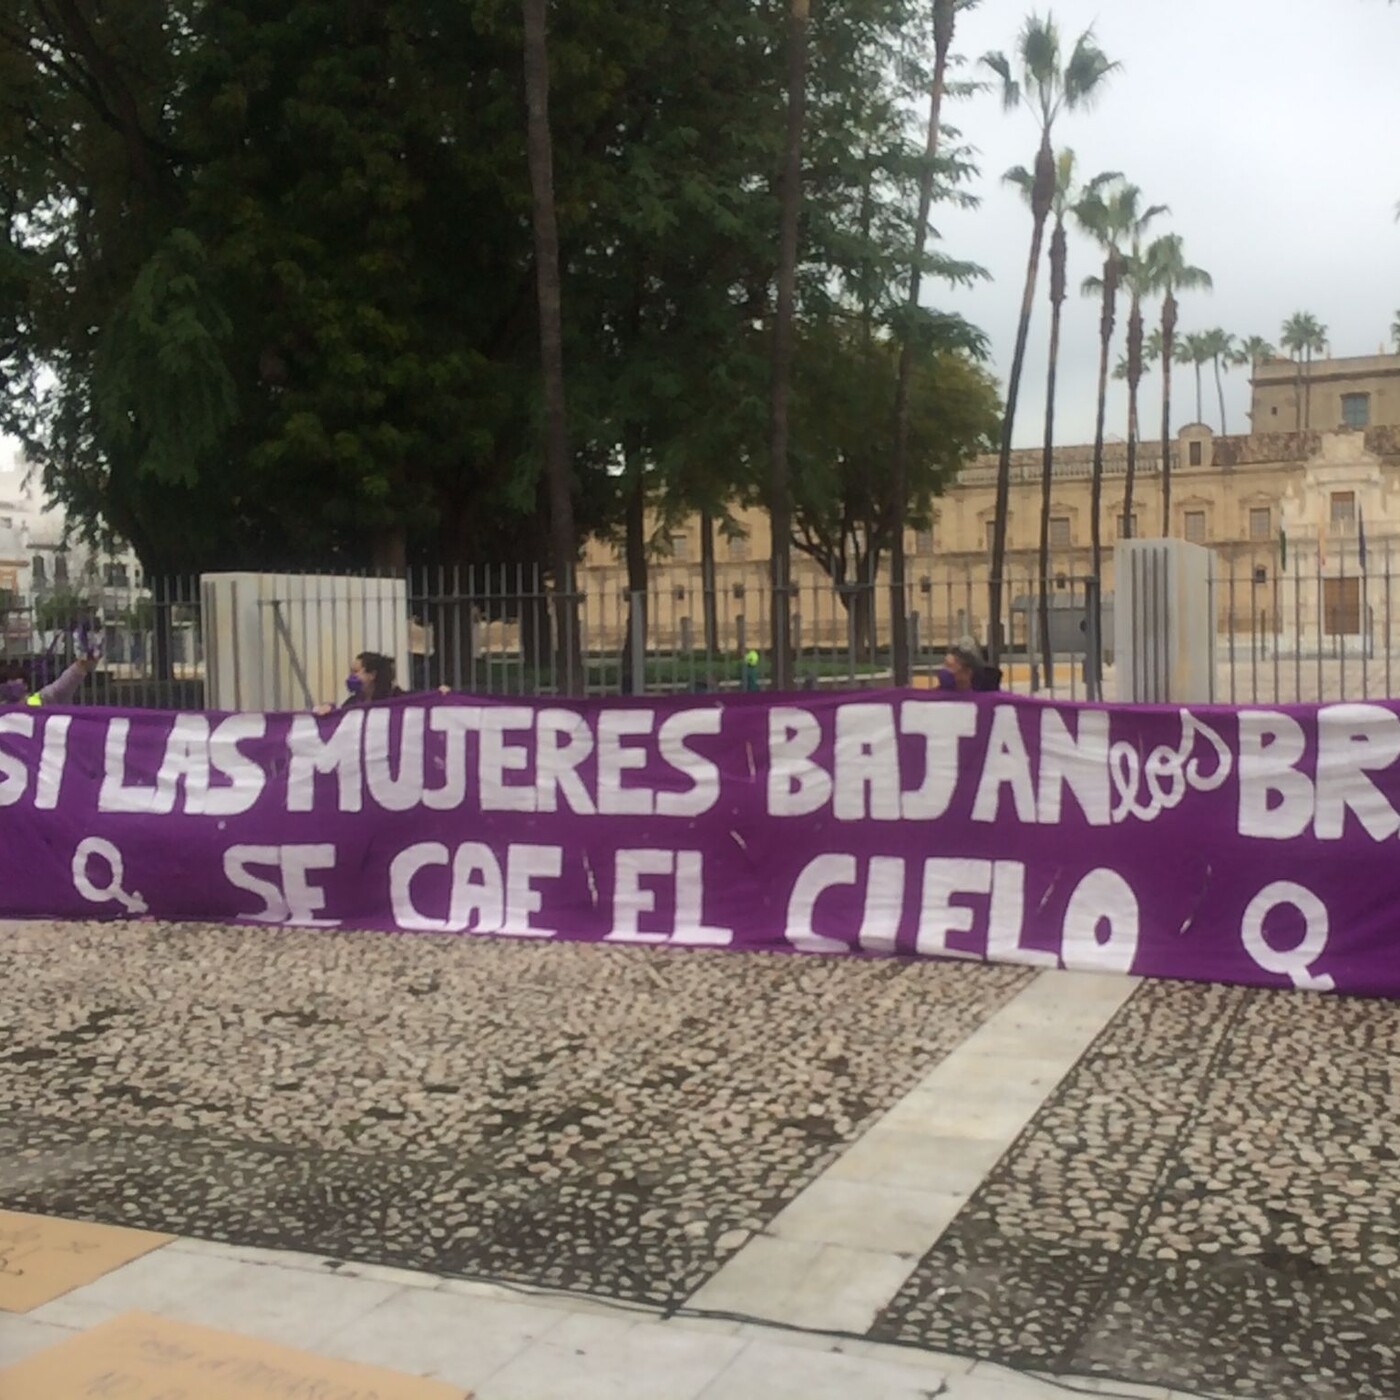 SI LAS MUJERES BAJAN los BR
SE CAE EL CIELO